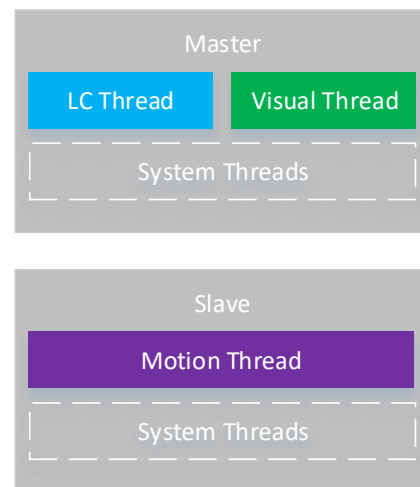 Master
LC Thread
Visual Thread
System Threads
Slave
Motion Thread
System Threads